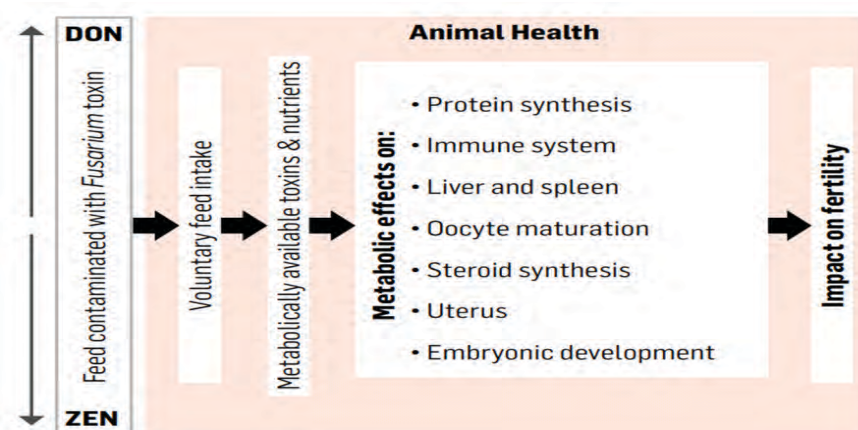 DON
Feed contaminated with Fusarium toxin
ZEN
Animal Health
Voluntary feed intake
Metabolically available toxins & nutrients
Metabolic effects on:
• Protein synthesis
• Immune system
• Liver and spleen
• Oocyte maturation
• Steroid synthesis
• Uterus
• Embryonic development
Impact on fertility